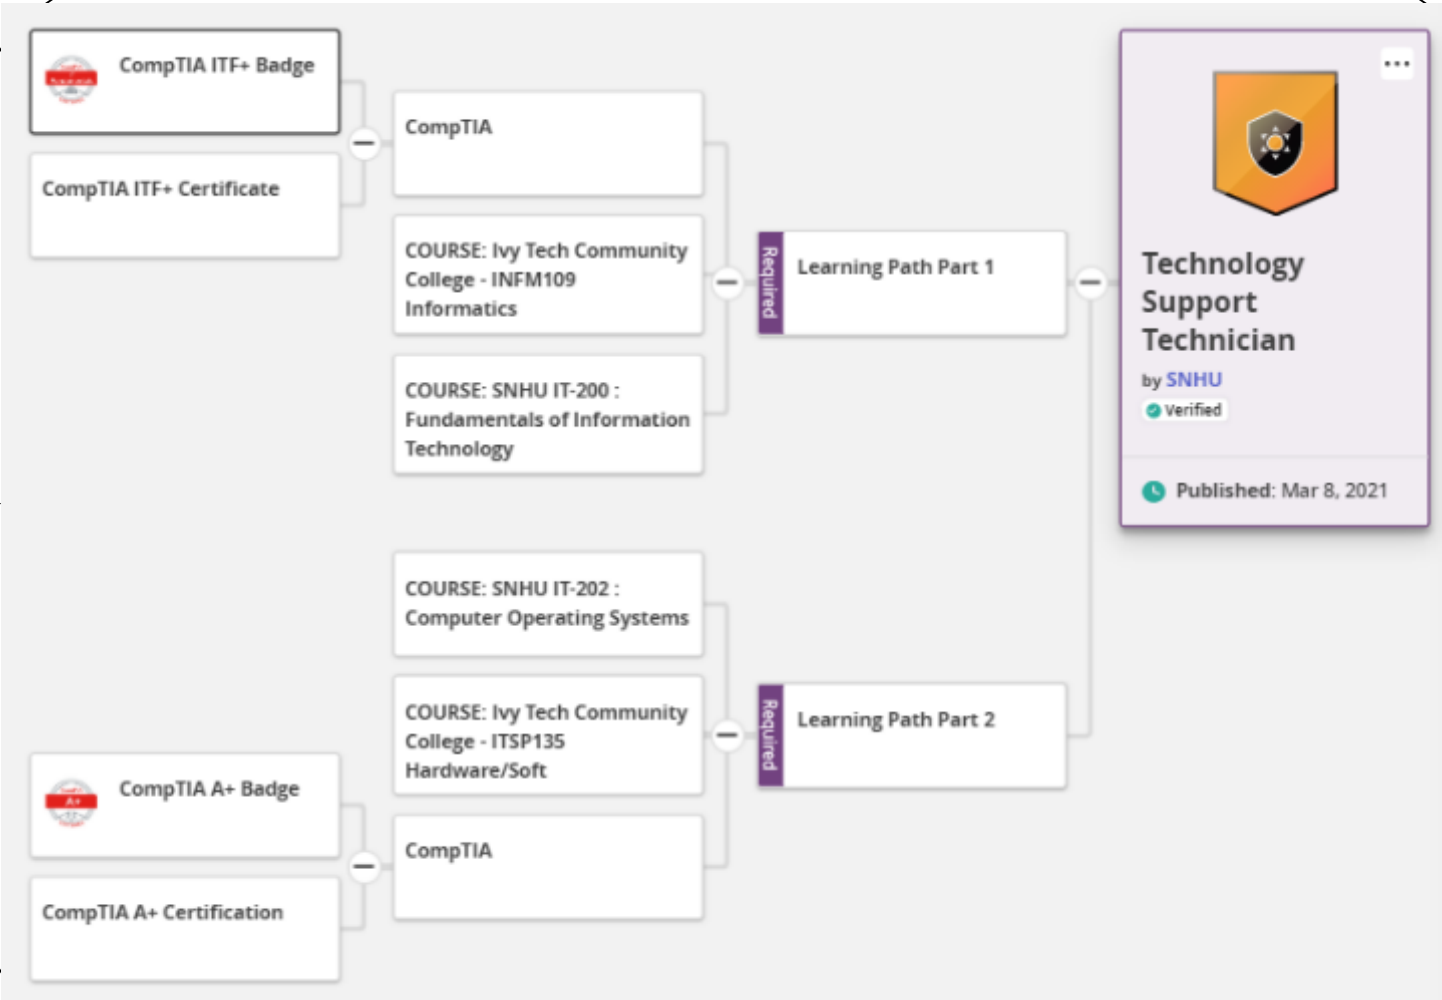 CompTIA ITF+ Badge
CompTIA ITF+ Certificate
CompTIA
COURSE: Ivy Tech Community
College - INFM109
Informatics
COURSE: SNHU IT-200 :
Fundamentals of Information
Technology
Required
Learning Path Part 1
Technology
Support
Technician
by SNHU
Verified
Published: Mar 8, 2021
COURSE: SNHU IT-202 :
Computer Operating Systems
COURSE: Ivy Tech Community
College - ITSP135
Hardware/Soft
CompTIA
Required
Learning Path Part 2
A+
CompTIA A+ Badge
CompTIA A+ Certification